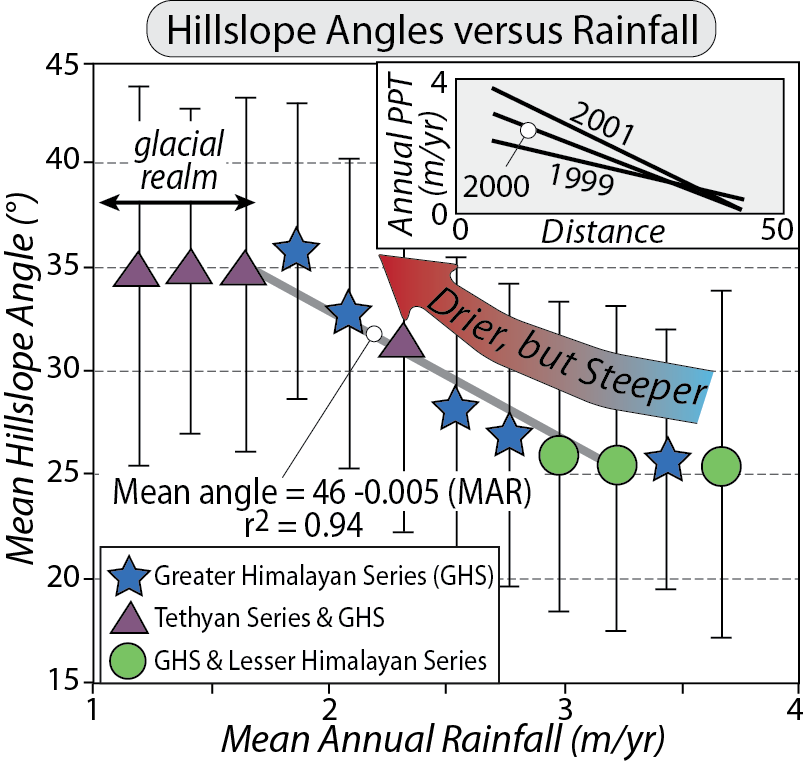 Hillslope Angles versus Rainfall
45
40
35
30
25
20
15
Mean Hillslope Angle (°)
glacial
realm
4
0
Annual PPT
(m/yr)
2001
2000
1999
0
Distance
50
Drier, but Steeper
Mean angle = 46 -0.005 (MAR)
r2 = 0.94
Greater Himalayan Series (GHS)
Tethyan Series & GHS
GHS & Lesser Himalayan Series
1
2
3
4
Mean Annual Rainfall (m/yr)